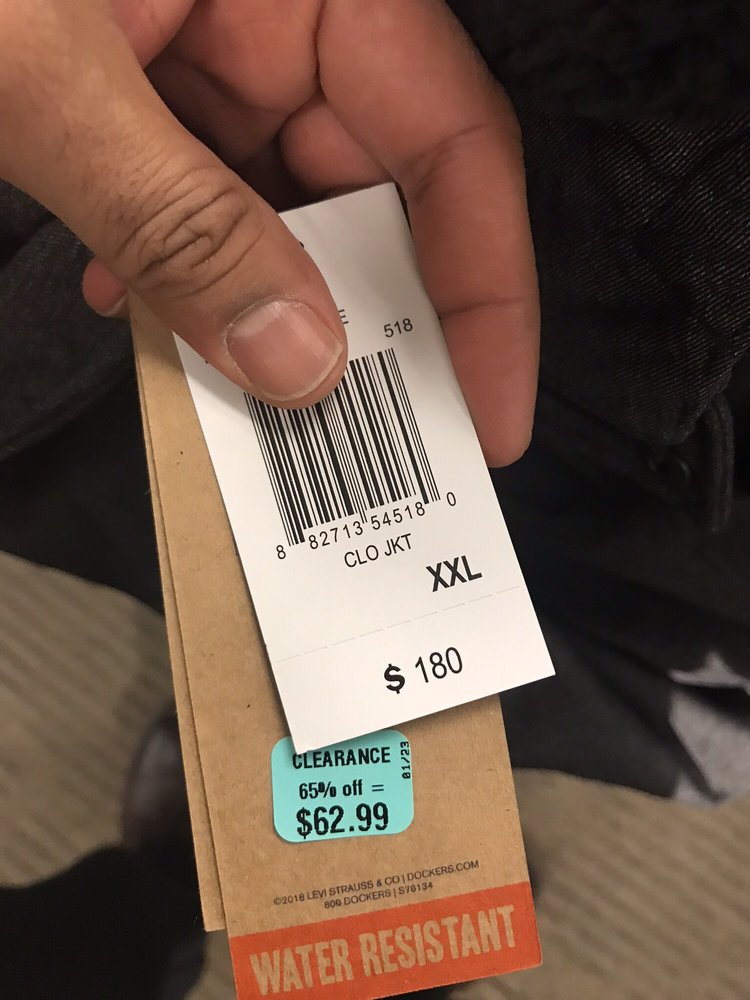 518
8 82713 54518 0
CLO JKT
XXL
$ 180
CLEARANCE
01/23
65% off =
$62.99
©2018 LEVI STRAUSS & CO | DOCKERS.COM
800 DOCKERS | S78134
WATER RESISTANT